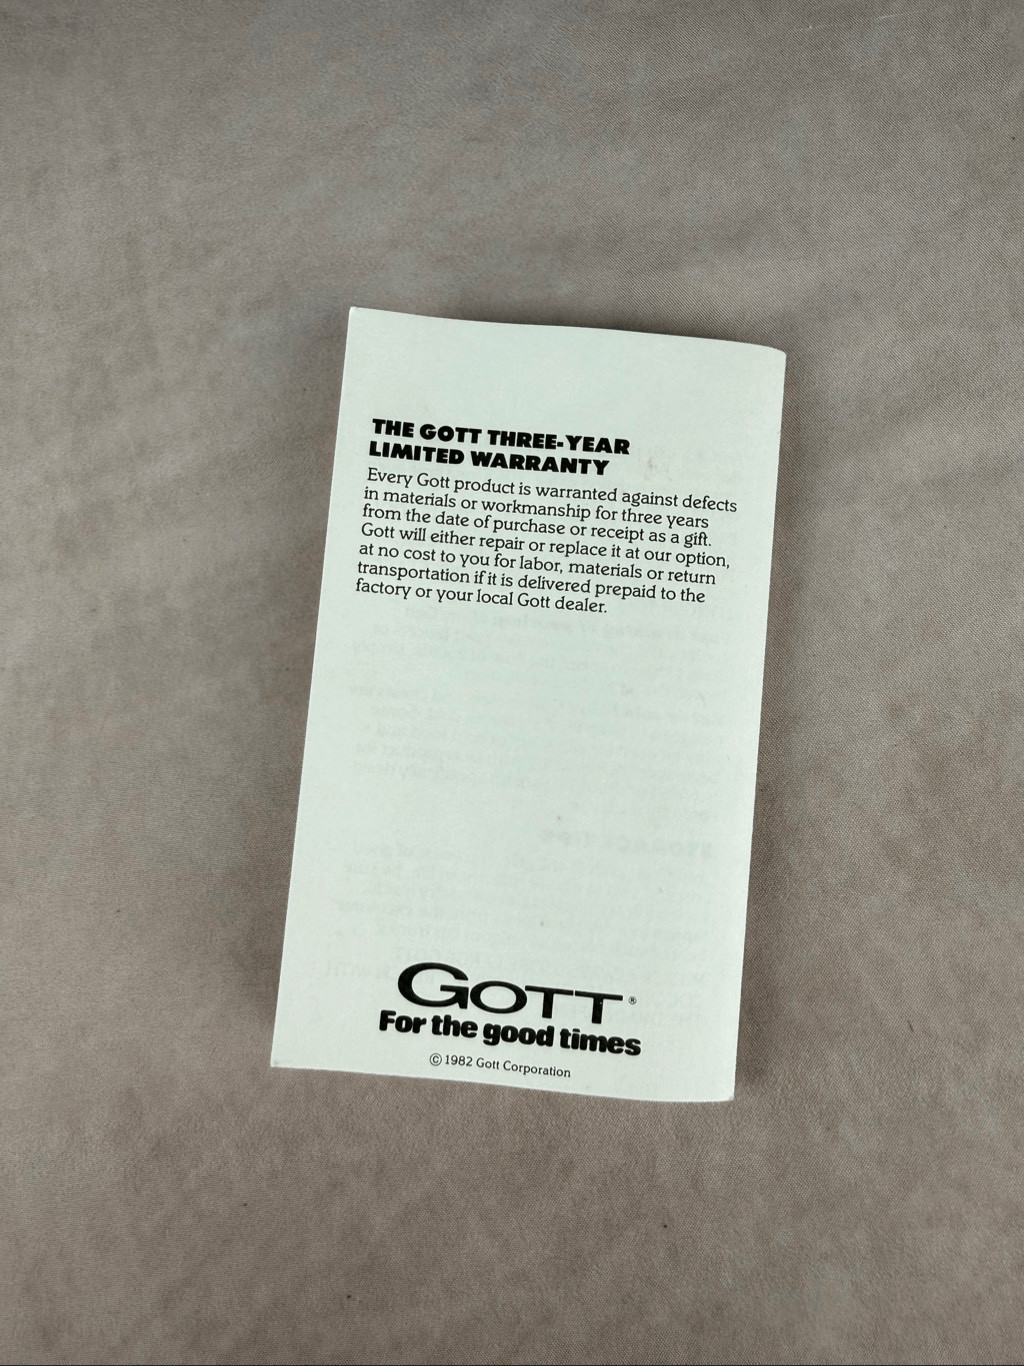 THE GOTT THREE-YEAR
LIMITED WARRANTY
Every Gott product is warranted against defects
in materials or workmanship for three years
from the date of purchase or receipt as a gift.
Gott will either repair or replace it at our option,
at no cost to you for labor, materials or return
transportation if it is delivered prepaid to the
factory or your local Gott dealer.
GOTT®
For the good times
© 1982 Gott Corporation